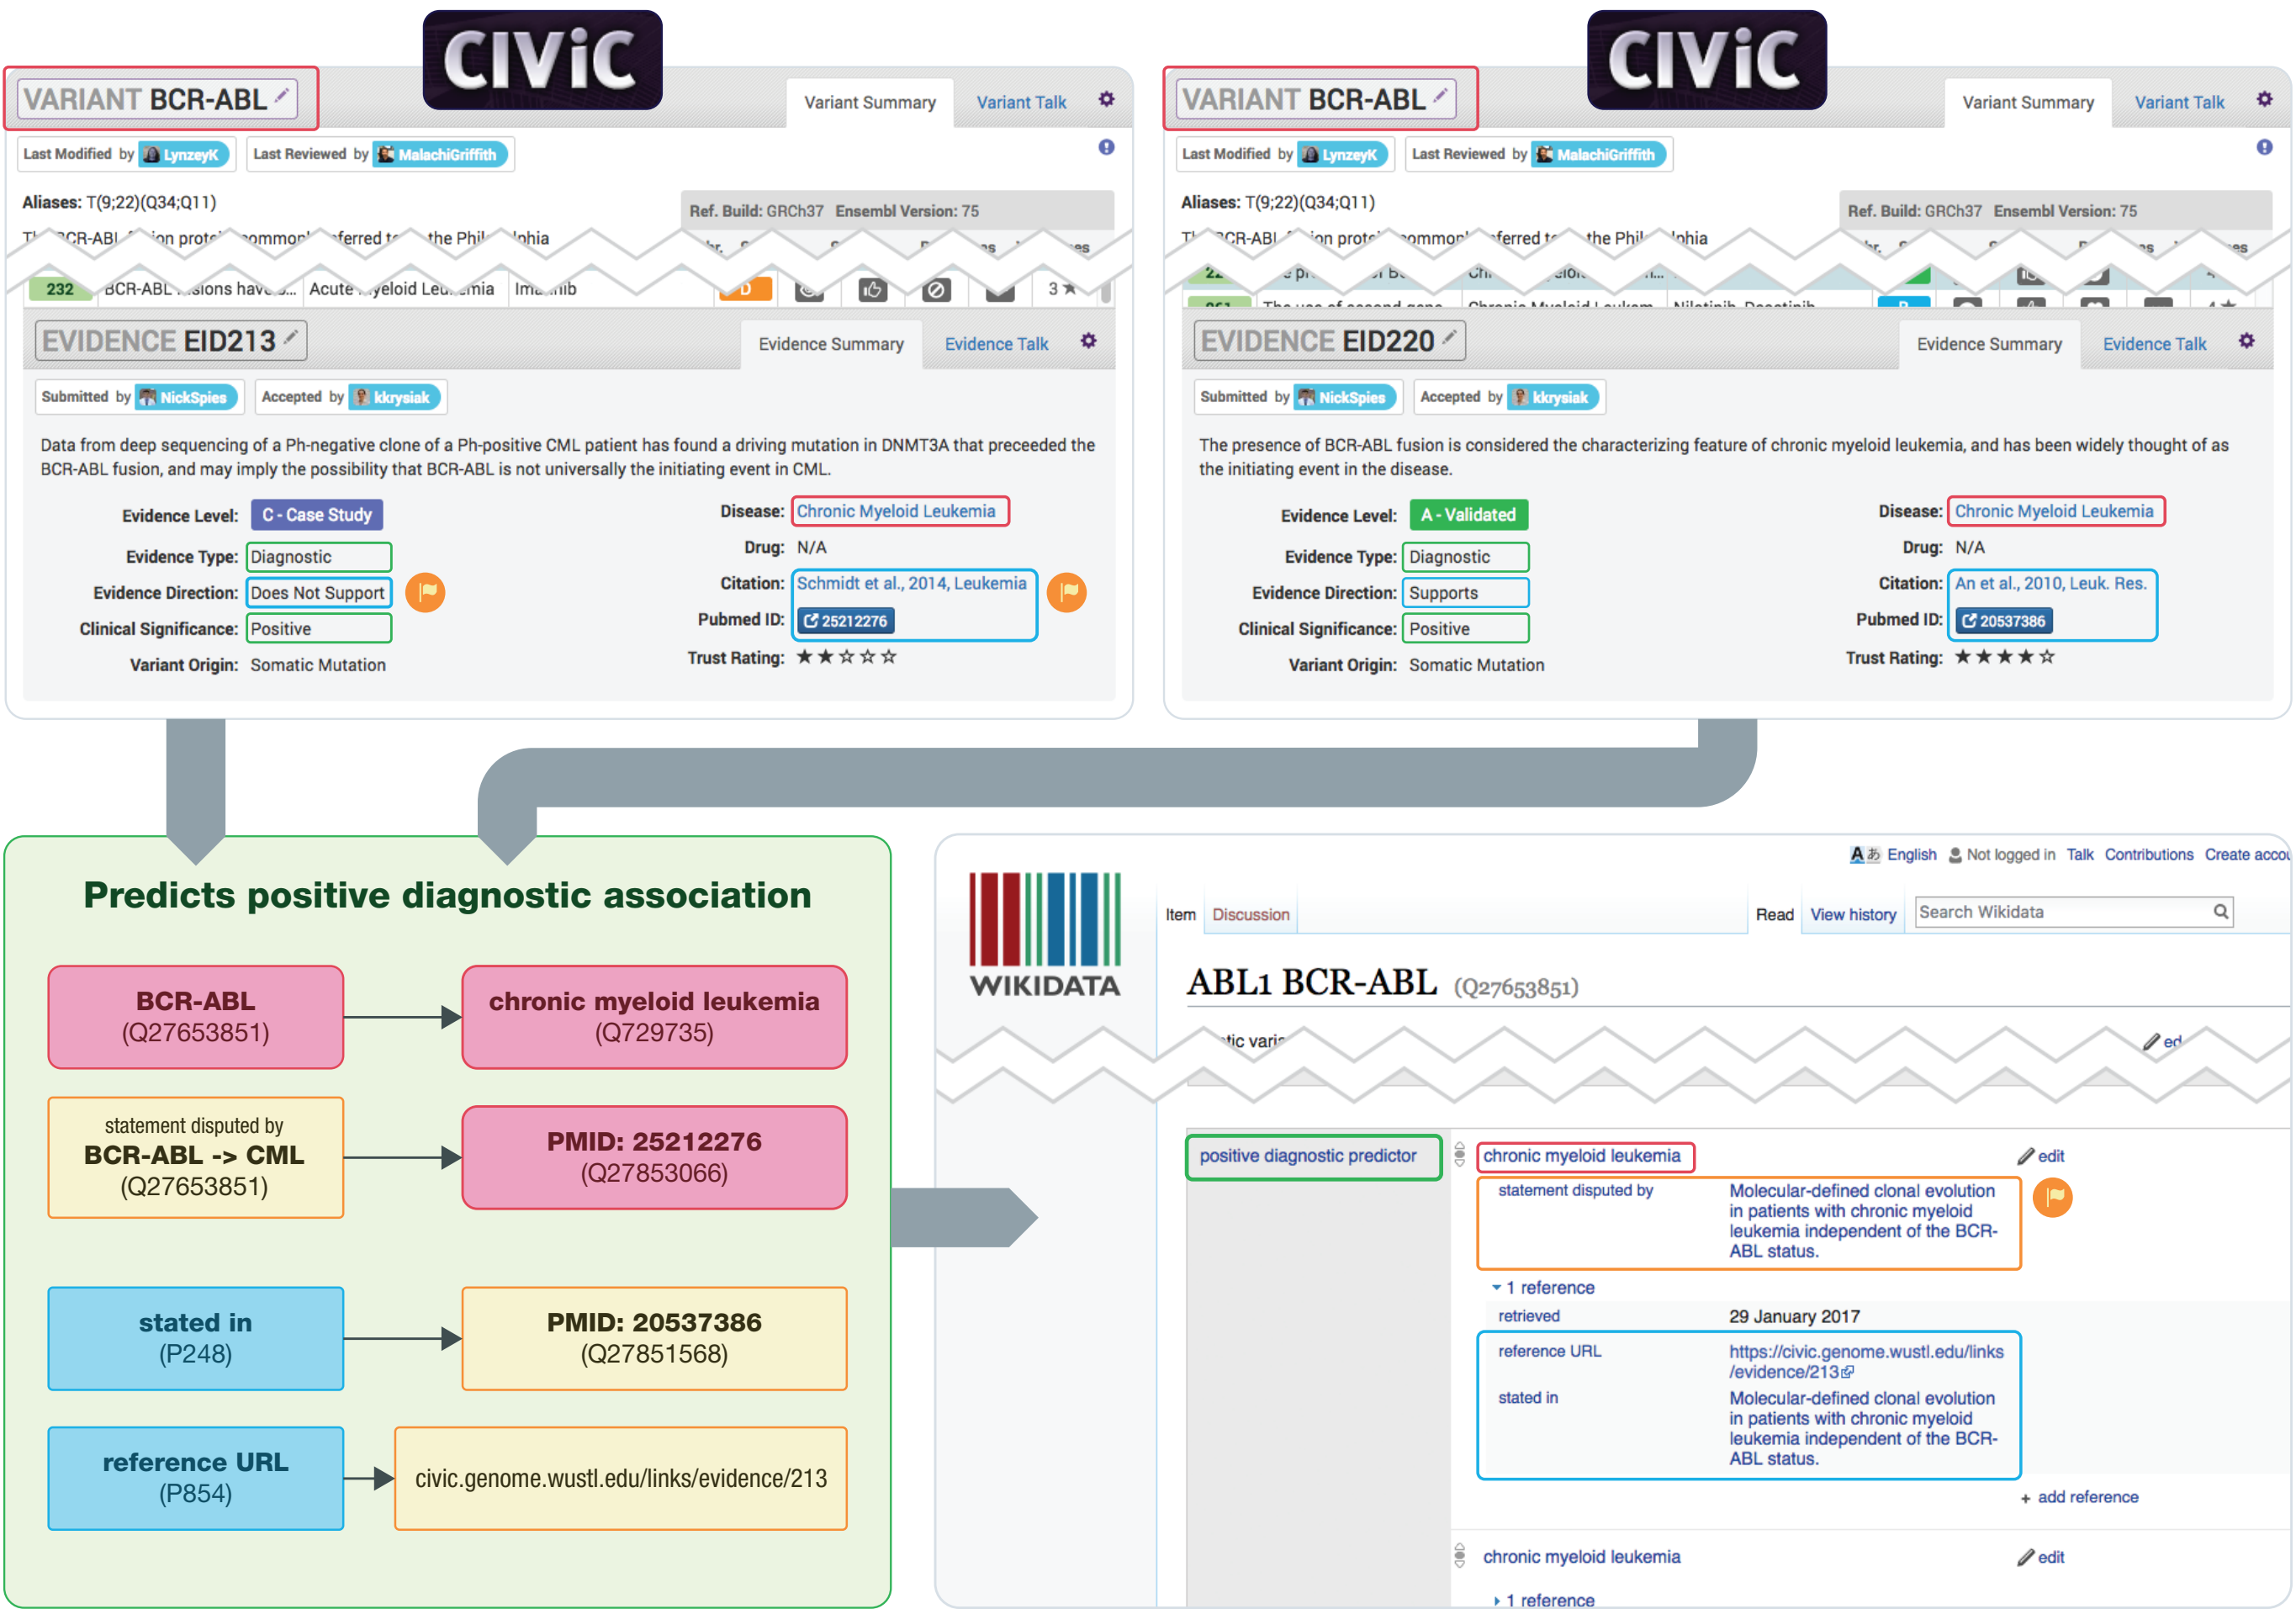 CIViC
VARIANT BCR-ABL
Variant Summary
Variant Talk
Last Modified by LynzeyK
Last Reviewed by MalachiGriffith
Aliases: T(9;22)(Q34;Q11)
Ref. Build: GRCh37 Ensembl Version: 75
232
Imatinib
D
3
EVIDENCE EID213
Evidence Summary
Evidence Talk
Submitted by NickSpies
Accepted by kkrysiak
Data from deep sequencing of a Ph-negative clone of a Ph-positive CML patient has found a driving mutation in DNMT3A that preceeded the
BCR-ABL fusion, and may imply the possibility that BCR-ABL is not universally the initiating event in CML.
Evidence Level: C - Case Study
Evidence Type: Diagnostic
Evidence Direction: Does Not Support
Clinical Significance: Positive
Variant Origin: Somatic Mutation
Disease: Chronic Myeloid Leukemia
Drug: N/A
Citation: Schmidt et al., 2014, Leukemia
Pubmed ID: 25212276
Trust Rating:
CIViC
VARIANT BCR-ABL
Variant Summary
Variant Talk
Last Modified by LynzeyK
Last Reviewed by MalachiGriffith
Aliases: T(9;22)(Q34;Q11)
Ref. Build: GRCh37 Ensembl Version: 75
EVIDENCE EID220
Evidence Summary
Evidence Talk
Submitted by NickSpies
Accepted by kkrysiak
The presence of BCR-ABL fusion is considered the characterizing feature of chronic myeloid leukemia, and has been widely thought of as
the initiating event in the disease.
Evidence Level: A - Validated
Evidence Type: Diagnostic
Evidence Direction: Supports
Clinical Significance: Positive
Variant Origin: Somatic Mutation
Disease: Chronic Myeloid Leukemia
Drug: N/A
Citation: An et al., 2010, Leuk. Res.
Pubmed ID: 20537386
Trust Rating:
Predicts positive diagnostic association
BCR-ABL
(Q27653851)
chronic myeloid leukemia
(Q729735)
statement disputed by
BCR-ABL -> CML
(Q27653851)
PMID: 25212276
(Q27853066)
stated in
(P248)
PMID: 20537386
(Q27851568)
reference URL
(P854)
civic.genome.wustl.edu/links/evidence/213
WIKIDATA
English Not logged in Talk Contributions Create accou
Item Discussion
Read View history Search Wikidata
ABL1 BCR-ABL (Q27653851)
positive diagnostic predictor
chronic myeloid leukemia
edit
statement disputed by
Molecular-defined clonal evolution
in patients with chronic myeloid
leukemia independent of the BCR-
ABL status.
1 reference
retrieved
29 January 2017
reference URL
https://civic.genome.wustl.edu/links
/evidence/213
stated in
Molecular-defined clonal evolution
in patients with chronic myeloid
leukemia independent of the BCR-
ABL status.
+ add reference
chronic myeloid leukemia
edit
1 reference